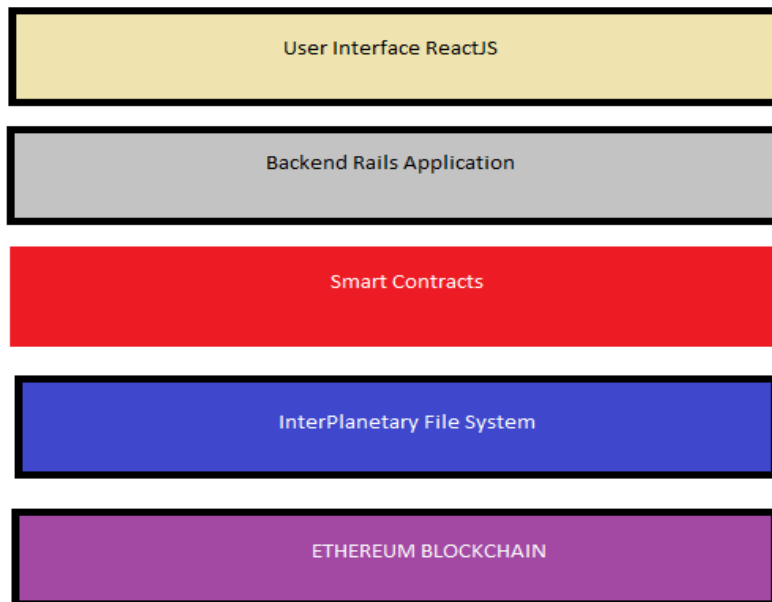 User Interface ReactJS
Backend Rails Application
Smart Contracts
InterPlanetary File System
ETHEREUM BLOCKCHAIN